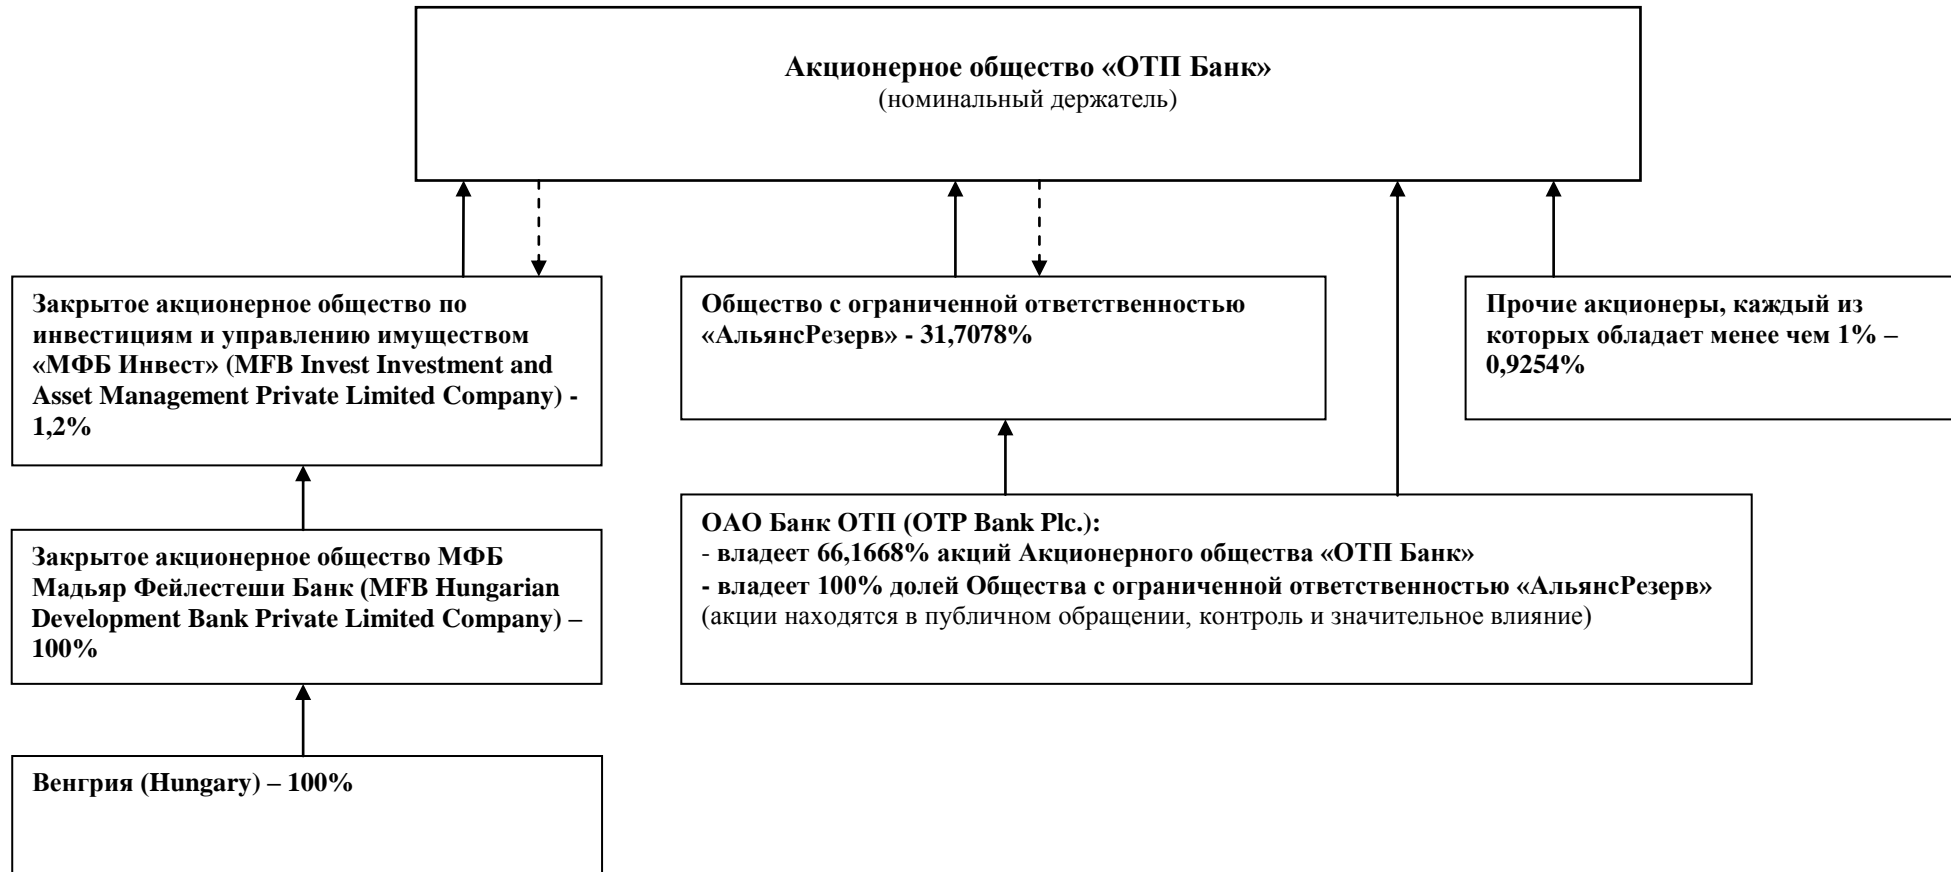 Акционерное общество «ОТП Банк»
(номинальный держатель)
Закрытое акционерное общество по
инвестициям и управлению имуществом
«МФБ Инвест» (MFB Invest Investment and
Asset Management Private Limited Company) -
1,2%
Общество с ограниченной ответственностью
«АльянсРезерв» - 31,7078%
Прочие акционеры, каждый из
которых обладает менее чем 1% –
0,9254%
Закрытое акционерное общество МФБ
Мадьяр Фейлестеши Банк (MFB Hungarian
Development Bank Private Limited Company) –
100%
ОАО Банк ОТП (OTP Bank Plc.):
- владеет 66,1668% акций Акционерного общества «ОТП Банк»
- владеет 100% долей Общества с ограниченной ответственностью «АльянсРезерв»
(акции находятся в публичном обращении, контроль и значительное влияние)
Венгрия (Hungary) – 100%